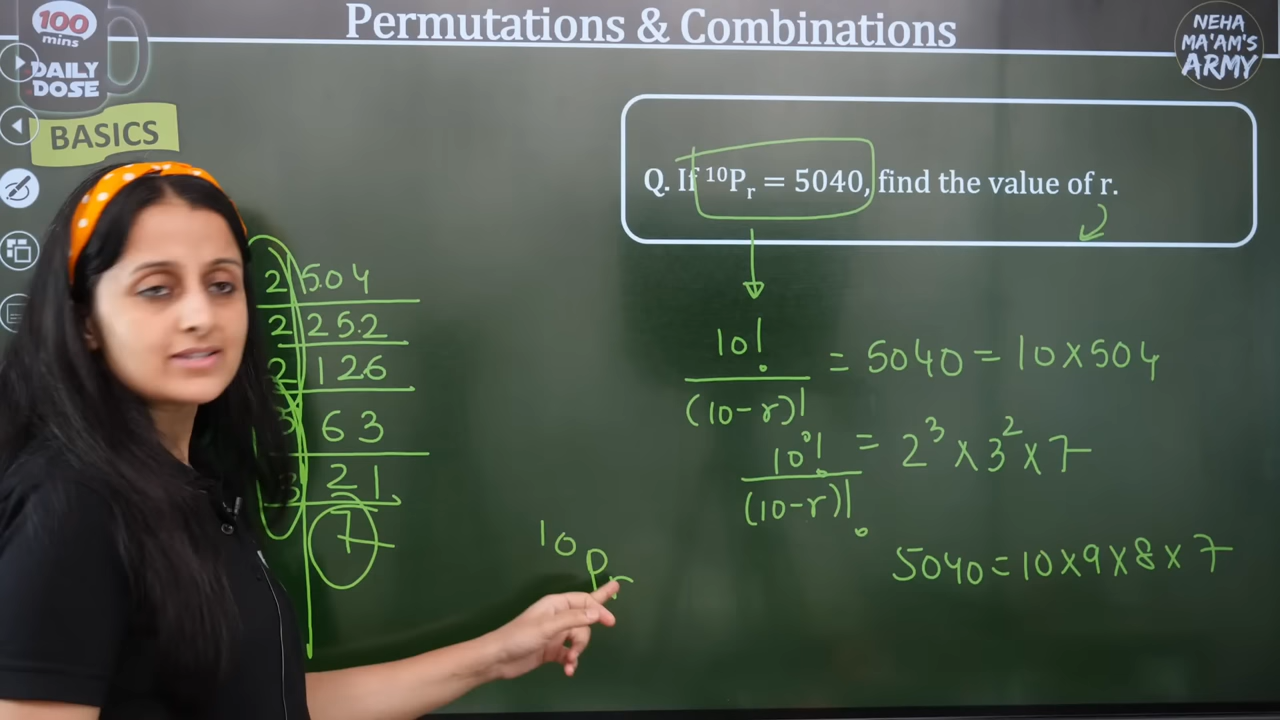 Permutations & Combinations
100
mins
DAILY
DOSE
NEHA
MA'AM'S
ARMY
BASICS
Q. If ¹⁰Pᵣ = 5040, find the value of r.
2 | 504
2 | 252
2 | 126
3 | 63
3 | 21
7
10! / (10-r)! = 5040 = 10×504
10! / (10-r)! = 2³ × 3² × 7
¹⁰Pᵣ
5040 = 10×9×8×7